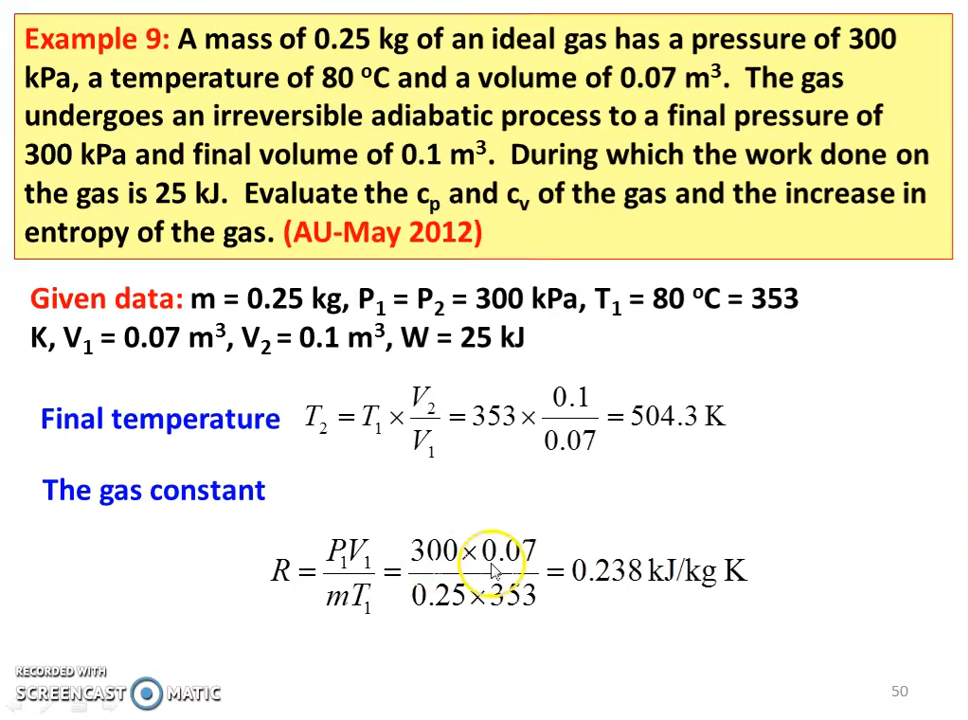 Example 9: A mass of 0.25 kg of an ideal gas has a pressure of 300
kPa, a temperature of 80 ºC and a volume of 0.07 m³. The gas
undergoes an irreversible adiabatic process to a final pressure of
300 kPa and final volume of 0.1 m³. During which the work done on
the gas is 25 kJ. Evaluate the cₚ and cᵥ of the gas and the increase in
entropy of the gas. (AU-May 2012)
Given data: m = 0.25 kg, P₁ = P₂ = 300 kPa, T₁ = 80 ºC = 353
K, V₁ = 0.07 m³, V₂ = 0.1 m³, W = 25 kJ
Final temperature T₂ = T₁ × V₂/V₁ = 353 × 0.1/0.07 = 504.3 K
The gas constant
R = P₁V₁/mT₁ = 300×0.07/0.25×353 = 0.238 kJ/kg K
RECORDED WITH
SCREENCAST MATIC
50